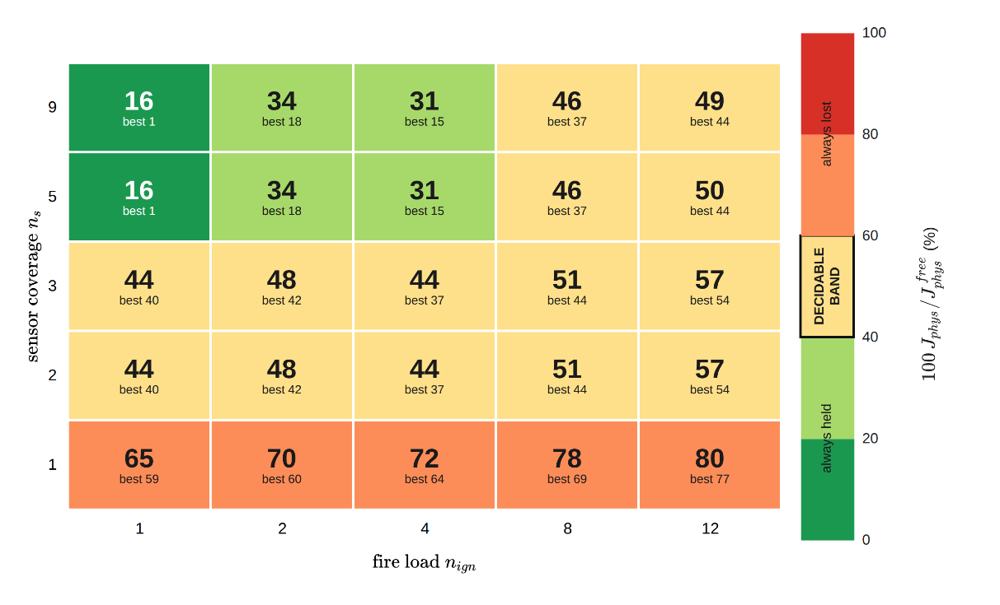 100
9
16
34
31
46
49
best 1
best 18
best 15
best 37
best 44
always lost
80
5
16
34
31
46
50
best 1
best 18
best 15
best 37
best 44
60
sensor coverage n_s
3
44
48
44
51
57
best 40
best 42
best 37
best 44
best 54
DECIDABLE
BAND
100 J_phys / J_phys^free (%)
40
2
44
48
44
51
57
best 40
best 42
best 37
best 44
best 54
always held
20
1
65
70
72
78
80
best 59
best 60
best 64
best 69
best 77
0
1
2
4
8
12
fire load n_ign